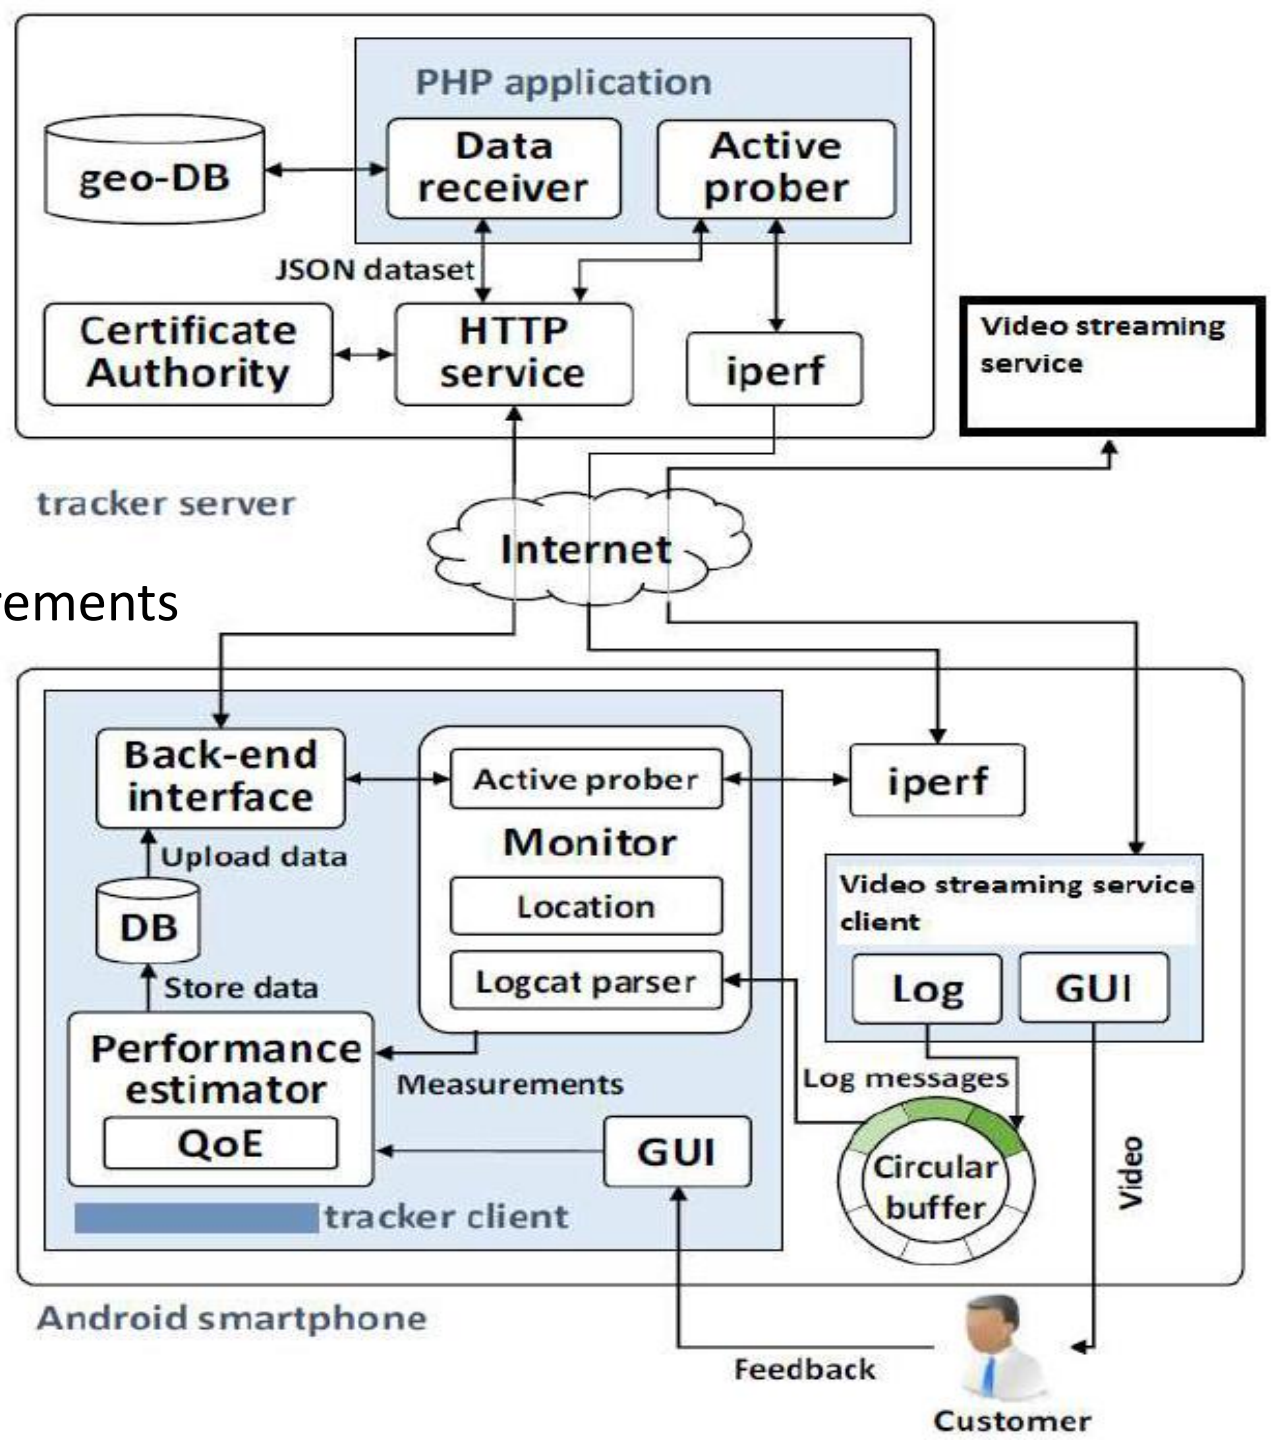 PHP application
Data
receiver
Active
prober
geo-DB
JSON dataset
Certificate
Authority
HTTP
service
iperf
Video streaming
service
tracker server
Internet
rements
Back-end
interface
Active prober
iperf
Monitor
Upload data
Location
DB
Video streaming service
client
Logcat parser
Log
GUI
Store data
Performance
estimator
QoE
Measurements
Log messages
GUI
Circular
buffer
Video
tracker client
Android smartphone
Feedback
Customer